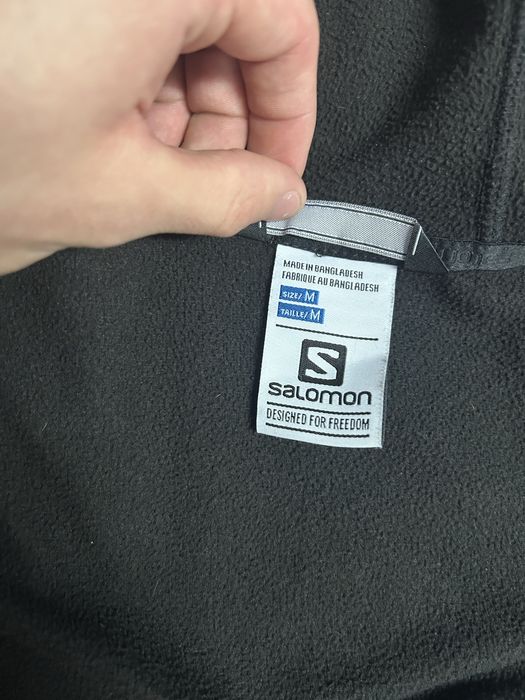 MADE IN BANGLADESH
FABRIQUE AU BANGLADESH
SIZE/ M
TAILLE/ M
S
SALOMON
DESIGNED FOR FREEDOM